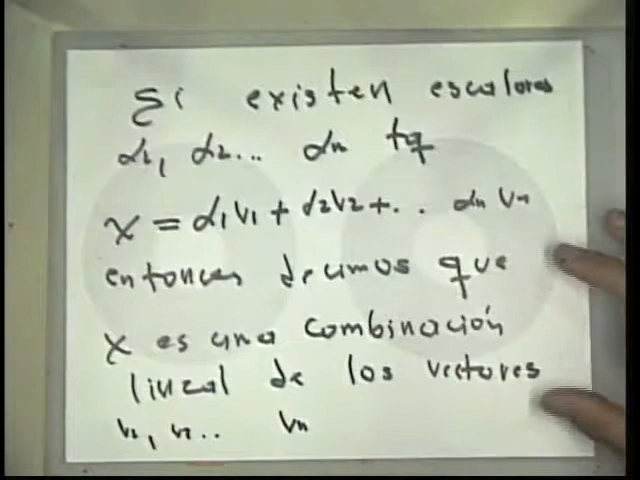 Si existen escalares
α1, α2... αn tq
x = α1v1 + α2v2 +... αn vn
entonces decimos que
x es una combinación
lineal de los vectores
v1, v2.. vn